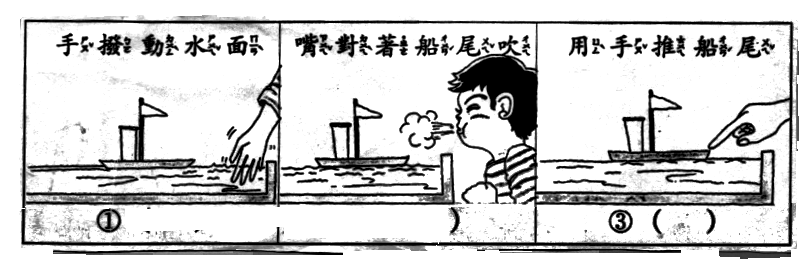 手撥動水面
嘴對著船尾吹
用手推船尾
①
)
③( )